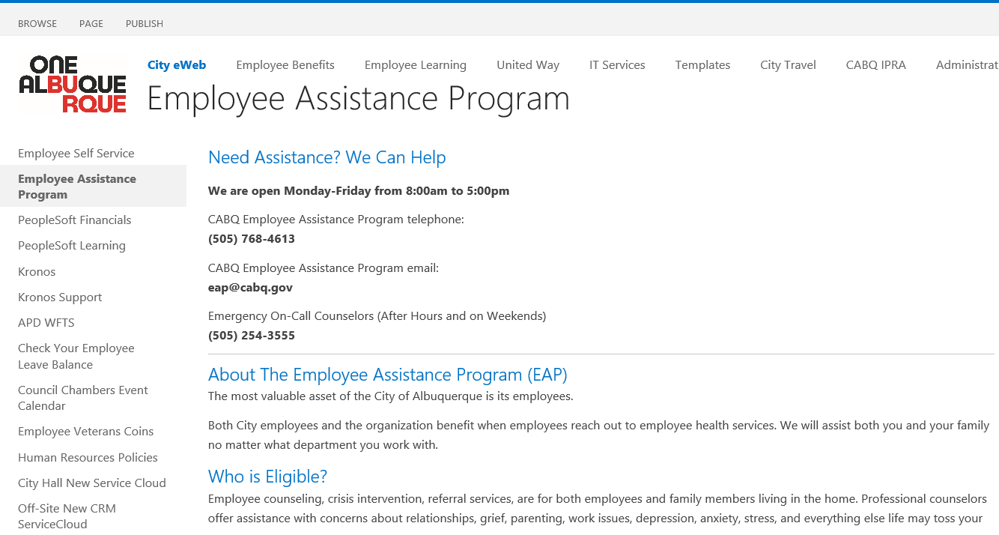 BROWSE PAGE PUBLISH
ONE
ALBUQUE
RQUE
City eWeb Employee Benefits Employee Learning United Way IT Services Templates City Travel CABQ IPRA Administrat
Employee Assistance Program
Employee Self Service
Employee Assistance
Program
PeopleSoft Financials
PeopleSoft Learning
Kronos
Kronos Support
APD WFTS
Check Your Employee
Leave Balance
Council Chambers Event
Calendar
Employee Veterans Coins
Human Resources Policies
City Hall New Service Cloud
Off-Site New CRM
ServiceCloud
Need Assistance? We Can Help
We are open Monday-Friday from 8:00am to 5:00pm
CABQ Employee Assistance Program telephone:
(505) 768-4613
CABQ Employee Assistance Program email:
eap@cabq.gov
Emergency On-Call Counselors (After Hours and on Weekends)
(505) 254-3555
About The Employee Assistance Program (EAP)
The most valuable asset of the City of Albuquerque is its employees.
Both City employees and the organization benefit when employees reach out to employee health services. We will assist both you and your family
no matter what department you work with.
Who is Eligible?
Employee counseling, crisis intervention, referral services, are for both employees and family members living in the home. Professional counselors
offer assistance with concerns about relationships, grief, parenting, work issues, depression, anxiety, stress, and everything else life may toss your